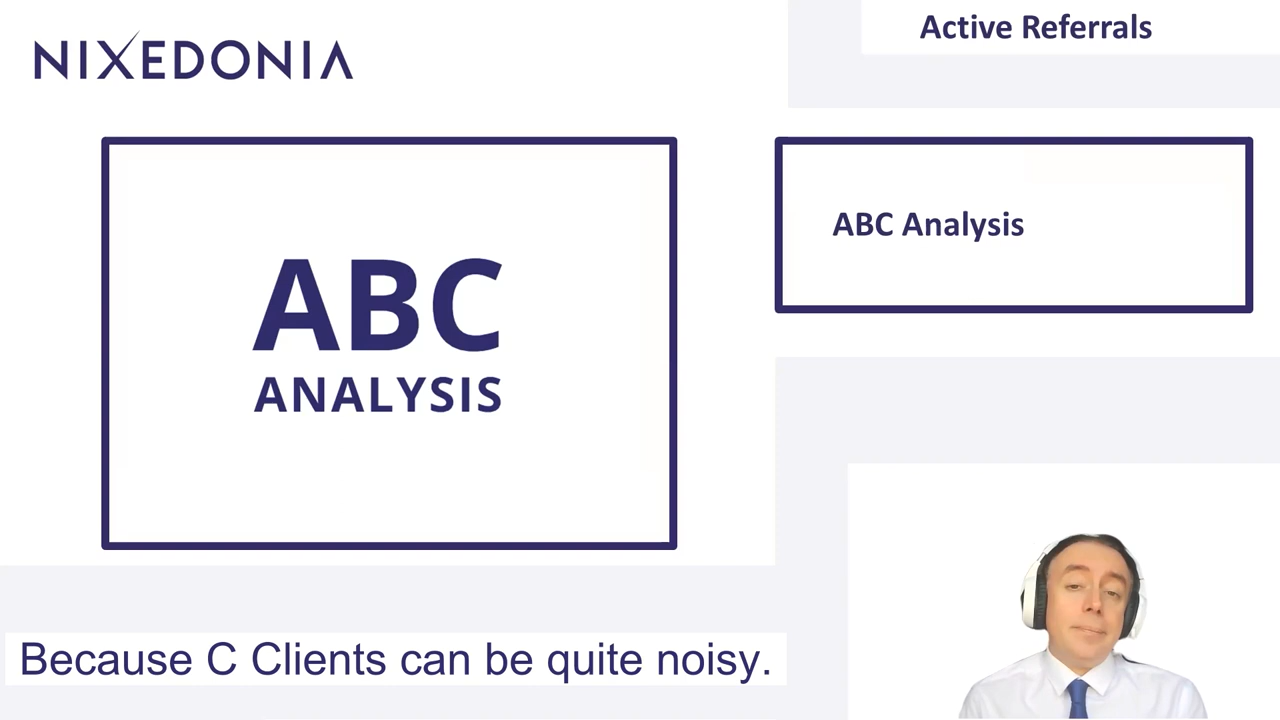 NIXEDONIA
Active Referrals
ABC
ANALYSIS
ABC Analysis
Because C Clients can be quite noisy.